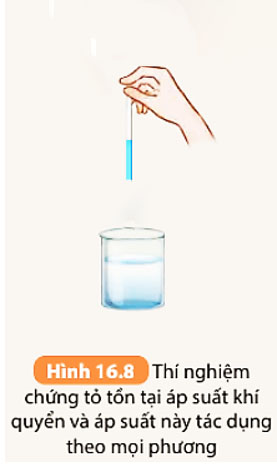 Hình 16.8 Thí nghiệm
chứng tỏ tồn tại áp suất khí
quyển và áp suất này tác dụng
theo mọi phương